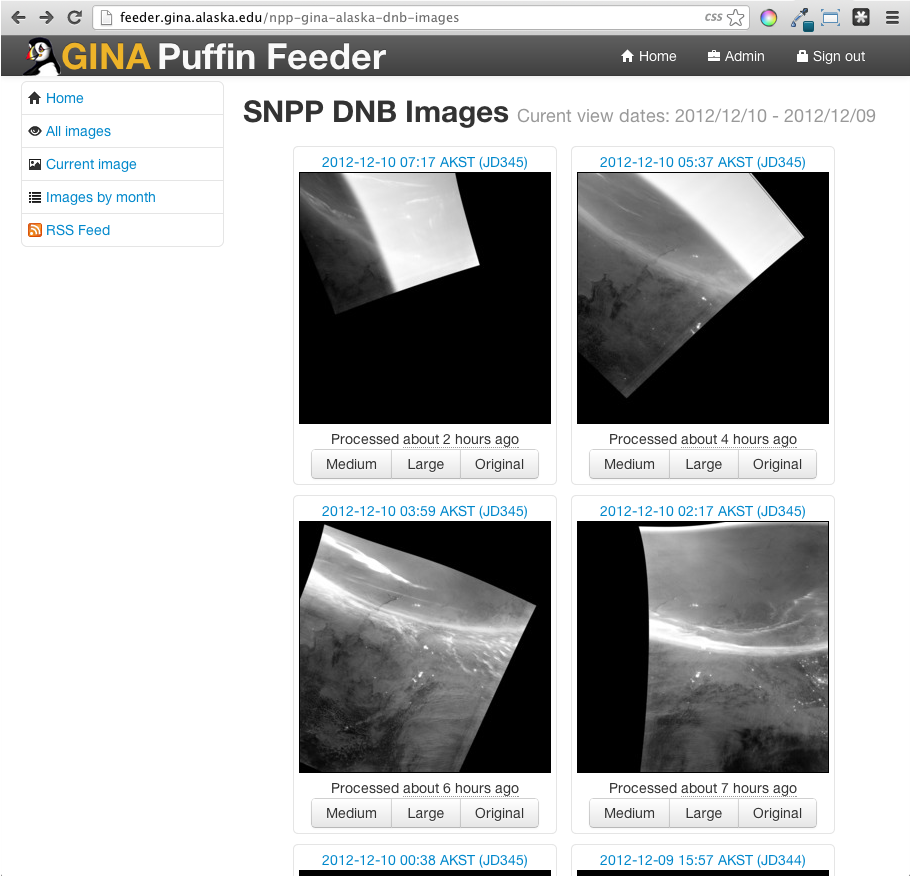 feeder.gina.alaska.edu/npp-gina-alaska-dnb-images css
GINA Puffin Feeder Home Admin Sign out
Home
All images
Current image
Images by month
RSS Feed
SNPP DNB Images Curent view dates: 2012/12/10 - 2012/12/09
2012-12-10 07:17 AKST (JD345)
Processed about 2 hours ago
Medium Large Original
2012-12-10 05:37 AKST (JD345)
Processed about 4 hours ago
Medium Large Original
2012-12-10 03:59 AKST (JD345)
Processed about 6 hours ago
Medium Large Original
2012-12-10 02:17 AKST (JD345)
Processed about 7 hours ago
Medium Large Original
2012-12-10 00:38 AKST (JD345)
2012-12-09 15:57 AKST (JD344)